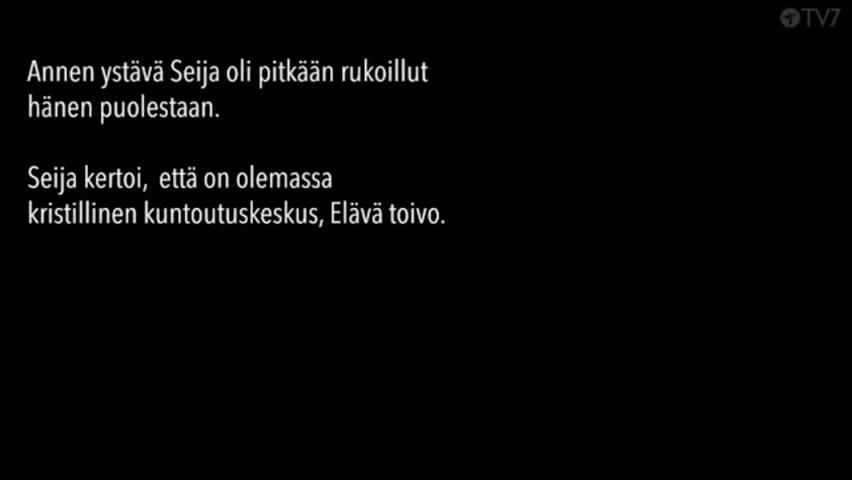 TV7
Annen ystävä Seija oli pitkään rukoillut
hänen puolestaan.
Seija kertoi, että on olemassa
kristillinen kuntoutuskeskus, Elävä toivo.